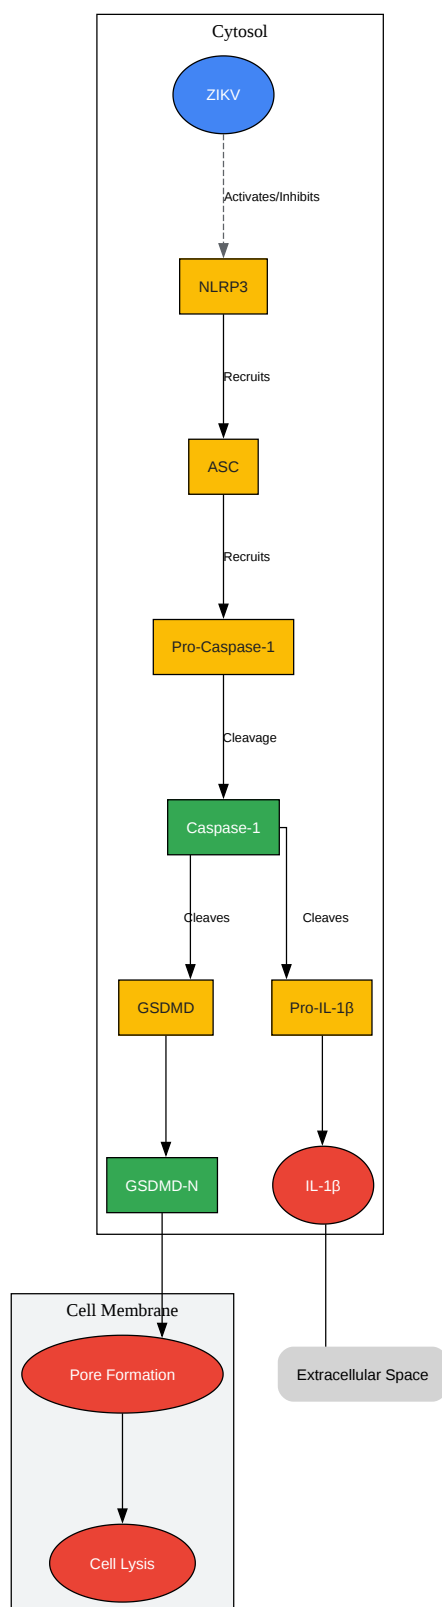 Cytosol
ZIKV
Activates/Inhibits
NLRP3
Recruits
ASC
Recruits
Pro-Caspase-1
Cleavage
Caspase-1
Cleaves
Cleaves
GSDMD
Pro-IL-1β
GSDMD-N
IL-1β
Cell Membrane
Pore Formation
Extracellular Space
Cell Lysis